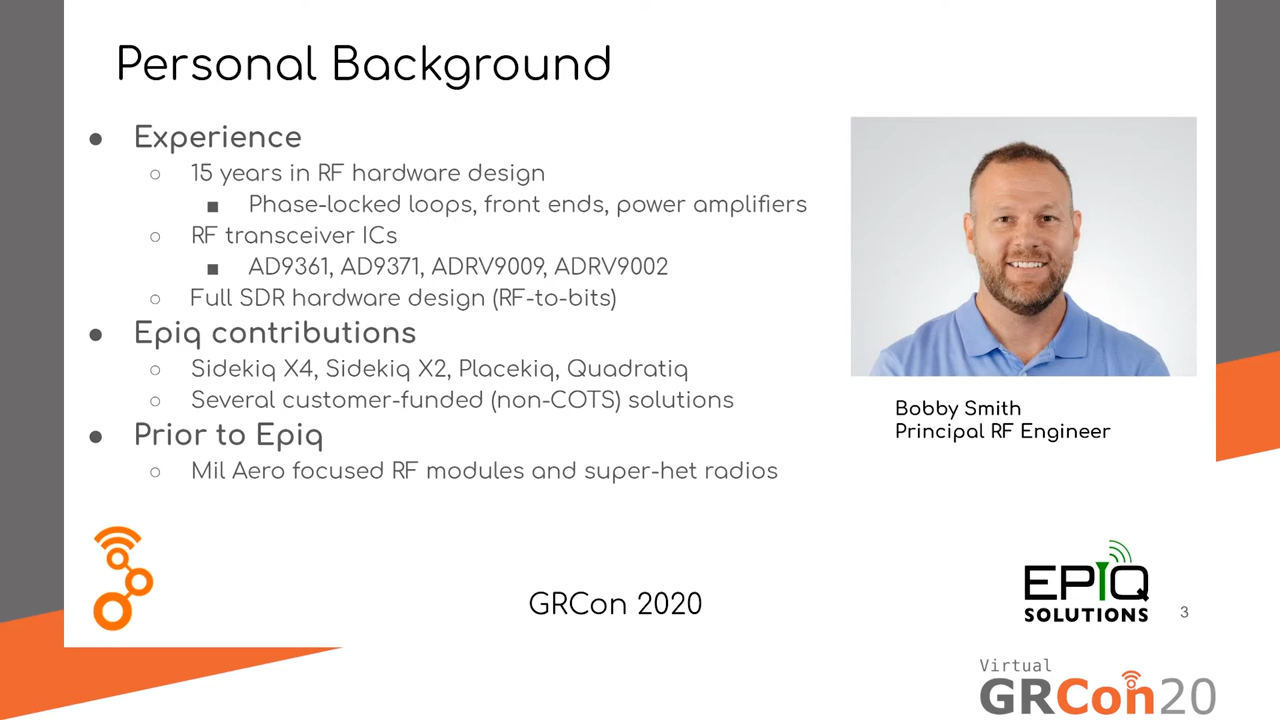 Personal Background
● Experience
○ 15 years in RF hardware design
■ Phase-locked loops, front ends, power amplifiers
○ RF transceiver ICs
■ AD9361, AD9371, ADRV9009, ADRV9002
○ Full SDR hardware design (RF-to-bits)
● Epiq contributions
○ Sidekiq X4, Sidekiq X2, Placekiq, Quadratiq
○ Several customer-funded (non-COTS) solutions
● Prior to Epiq
○ Mil Aero focused RF modules and super-het radios
Bobby Smith
Principal RF Engineer
GRCon 2020
EPIQ
SOLUTIONS
3
Virtual
GRCon20